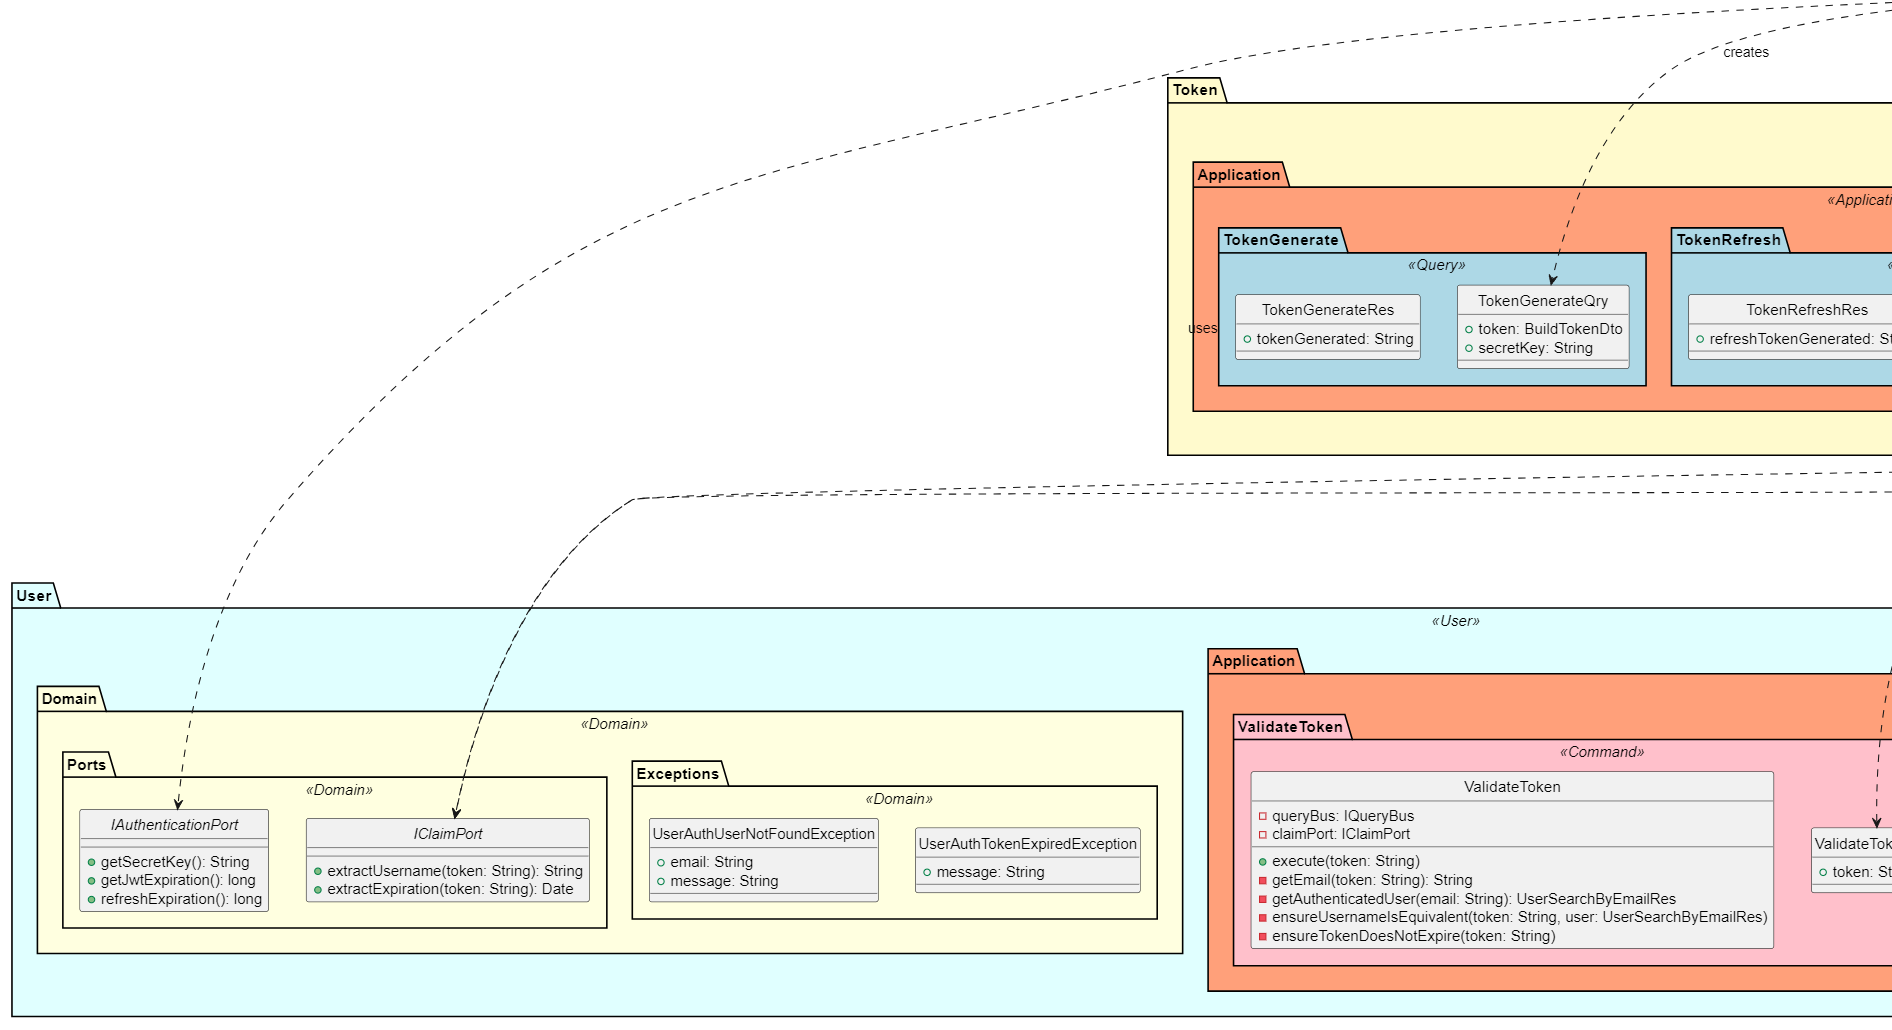 creates
Token
Application
«Applicati
TokenGenerate
«Query»
TokenGenerateRes
tokenGenerated: String
TokenGenerateQry
token: BuildTokenDto
secretKey: String
TokenRefresh
«
TokenRefreshRes
refreshTokenGenerated: St
uses
User
«User»
Domain
«Domain»
Ports
«Domain»
IAuthenticationPort
getSecretKey(): String
getJwtExpiration(): long
refreshExpiration(): long
IClaimPort
extractUsername(token: String): String
extractExpiration(token: String): Date
Exceptions
«Domain»
UserAuthUserNotFoundException
email: String
message: String
UserAuthTokenExpiredException
message: String
Application
ValidateToken
«Command»
ValidateToken
queryBus: IQueryBus
claimPort: IClaimPort
execute(token: String)
getEmail(token: String): String
getAuthenticatedUser(email: String): UserSearchByEmailRes
ensureUsernameIsEquivalent(token: String, user: UserSearchByEmailRes)
ensureTokenDoesNotExpire(token: String)
ValidateTok
token: St